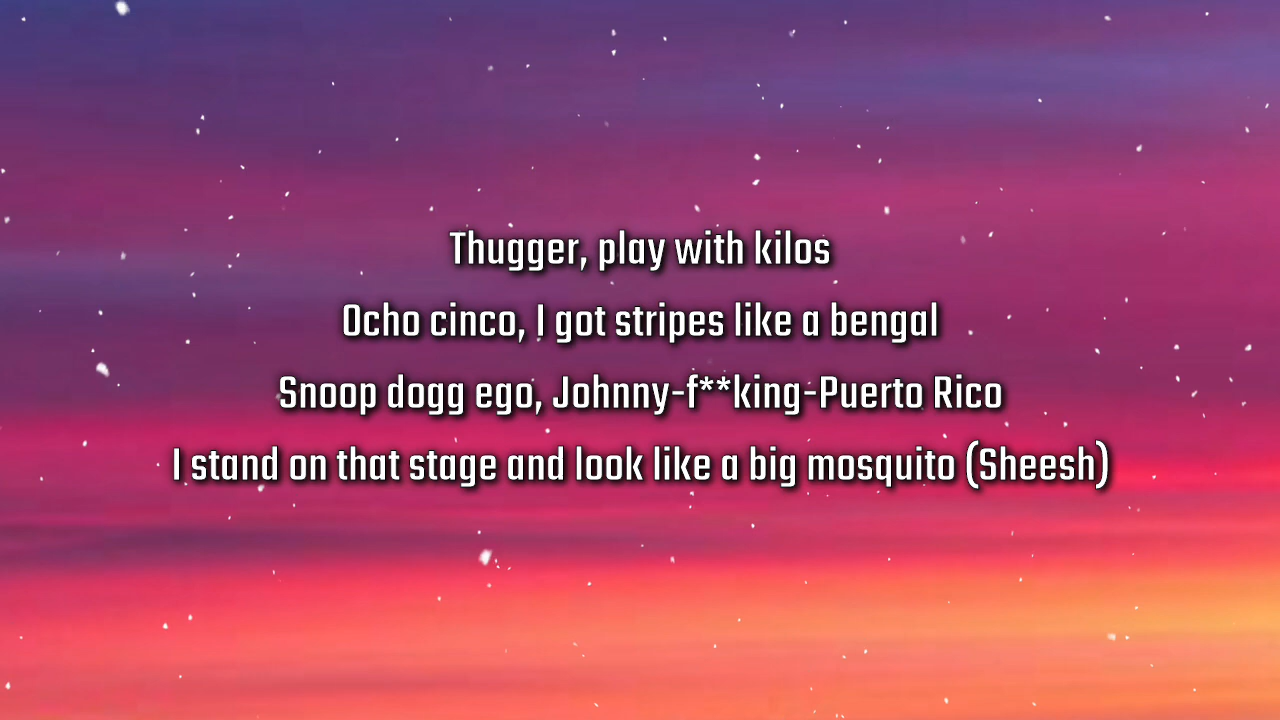 Thugger, play with kilos
Ocho cinco, I got stripes like a bengal
Snoop dogg ego, Johnny-f**king-Puerto Rico
I stand on that stage and look like a big mosquito (Sheesh)